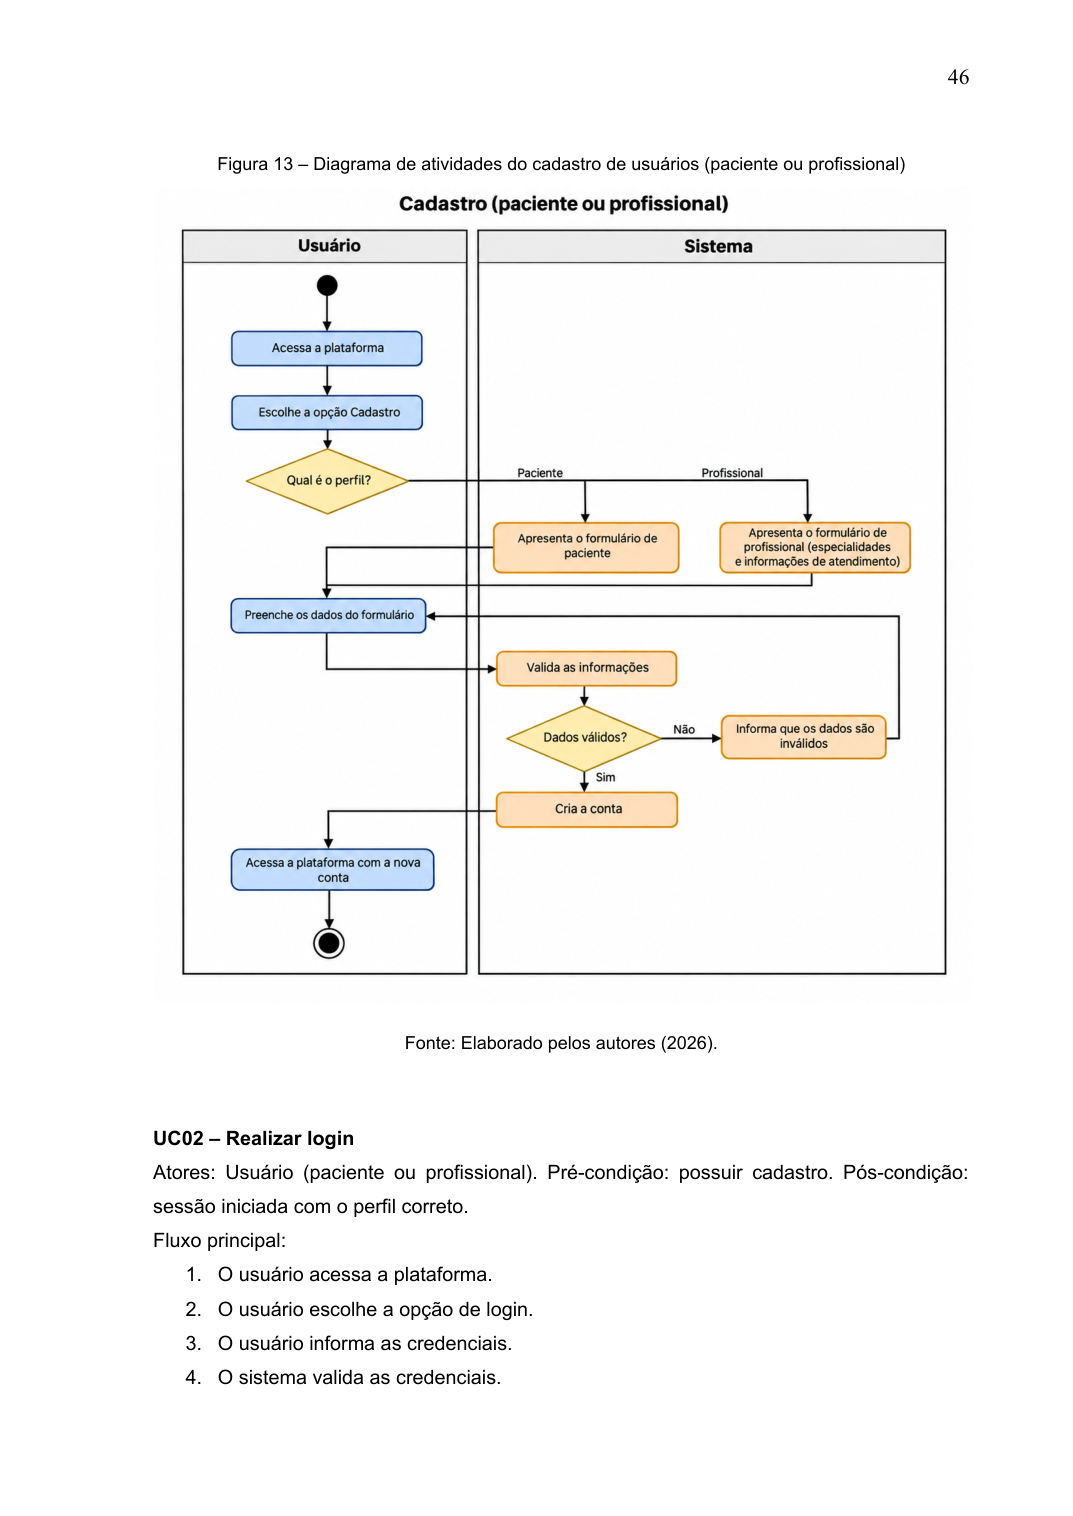 46
Figura 13 – Diagrama de atividades do cadastro de usuários (paciente ou profissional)
Cadastro (paciente ou profissional)
Usuário
Sistema
Acessa a plataforma
Escolhe a opção Cadastro
Qual é o perfil?
Paciente
Profissional
Apresenta o formulário de
paciente
Apresenta o formulário de
profissional (especialidades
e informações de atendimento)
Preenche os dados do formulário
Valida as informações
Dados válidos?
Não
Informa que os dados são
inválidos
Sim
Cria a conta
Acessa a plataforma com a nova
conta
Fonte: Elaborado pelos autores (2026).
UC02 – Realizar login
Atores: Usuário (paciente ou profissional). Pré-condição: possuir cadastro. Pós-condição:
sessão iniciada com o perfil correto.
Fluxo principal:
1. O usuário acessa a plataforma.
2. O usuário escolhe a opção de login.
3. O usuário informa as credenciais.
4. O sistema valida as credenciais.